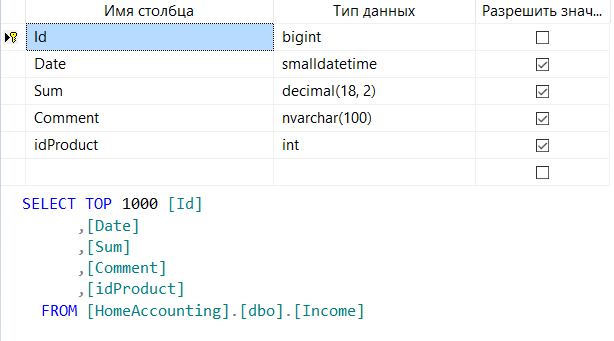 Имя столбца Тип данных Разрешить знач...
Id bigint
Date smalldatetime
Sum decimal(18, 2)
Comment nvarchar(100)
idProduct int
SELECT TOP 1000 [Id]
,[Date]
,[Sum]
,[Comment]
,[idProduct]
FROM [HomeAccounting].[dbo].[Income]